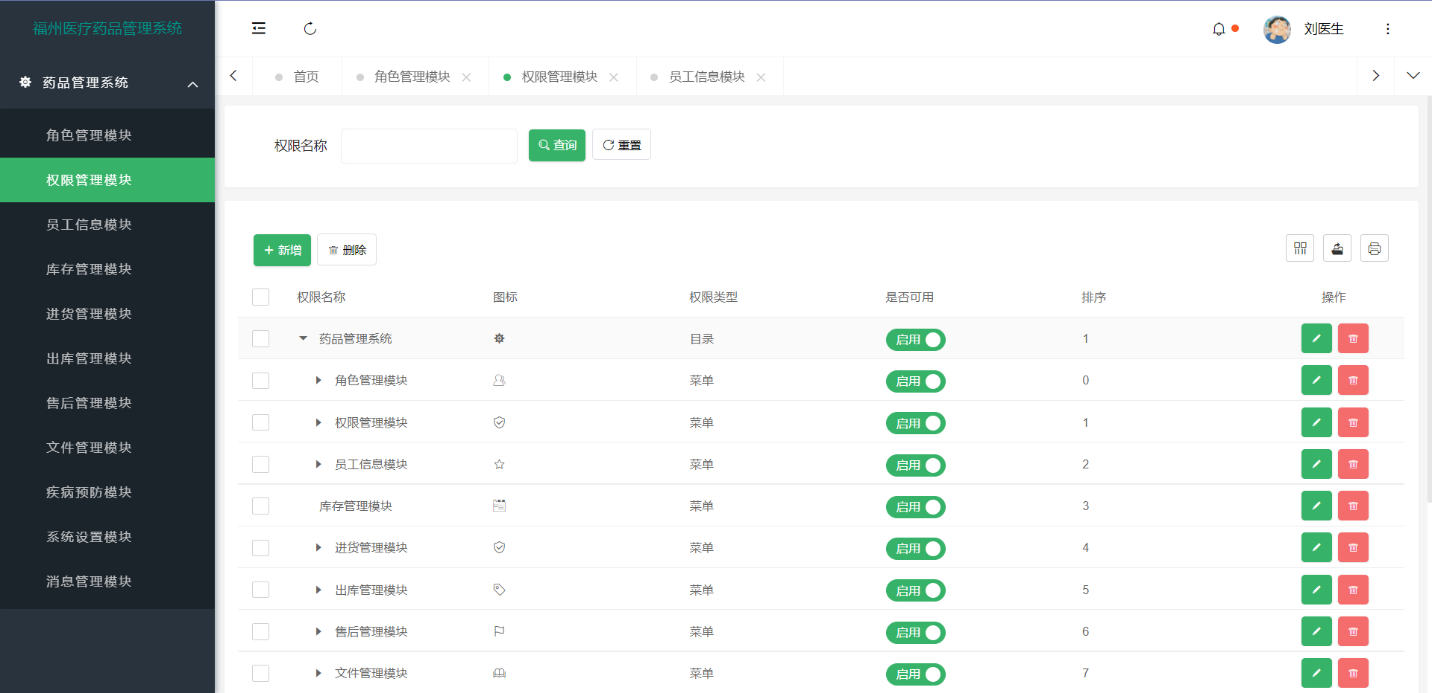 福州医疗药品管理系统
刘医生
药品管理系统
首页 角色管理模块 权限管理模块 员工信息模块
角色管理模块
权限管理模块
员工信息模块
库存管理模块
进货管理模块
出库管理模块
售后管理模块
文件管理模块
疾病预防模块
系统设置模块
消息管理模块
权限名称 查询 重置
新增 删除
权限名称 图标 权限类型 是否可用 排序 操作
药品管理系统 目录 启用 1
角色管理模块 菜单 启用 0
权限管理模块 菜单 启用 1
员工信息模块 菜单 启用 2
库存管理模块 菜单 启用 3
进货管理模块 菜单 启用 4
出库管理模块 菜单 启用 5
售后管理模块 菜单 启用 6
文件管理模块 菜单 启用 7